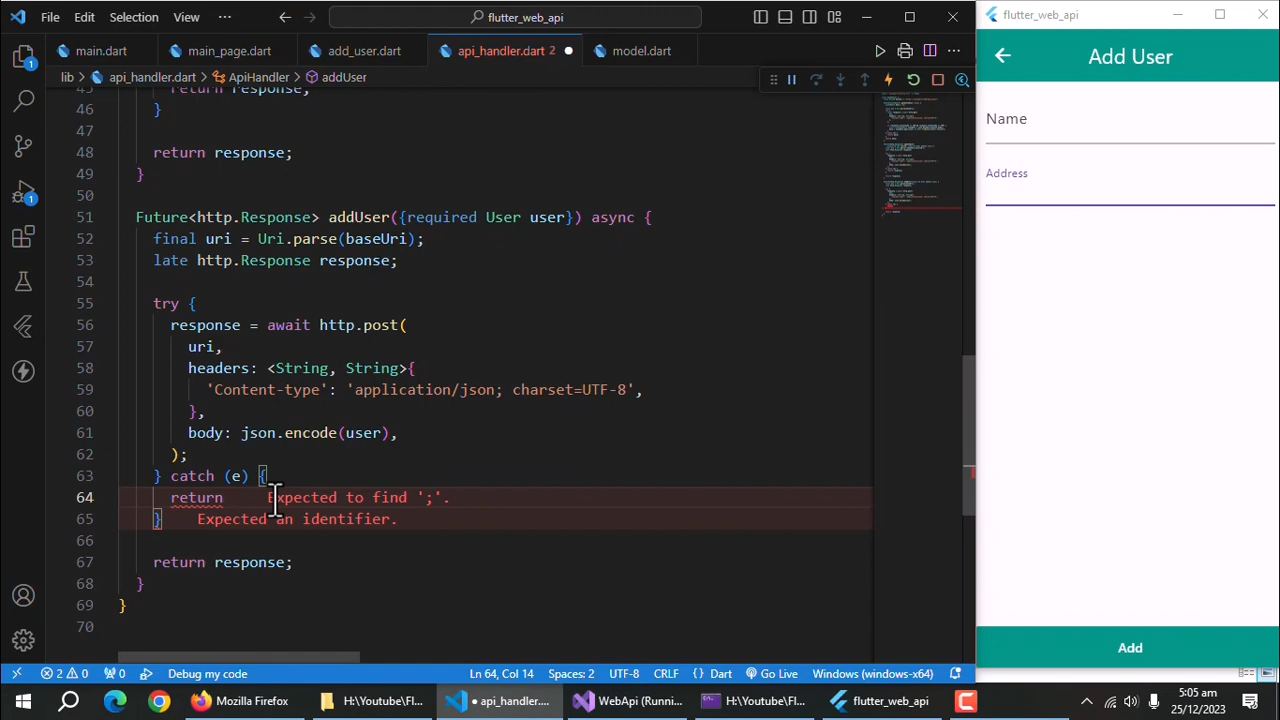 File Edit Selection View ··· flutter_web_api
flutter_web_api
main.dart main_page.dart add_user.dart api_handler.dart 2 model.dart
lib > api_handler.dart > ApiHandler > addUser
Add User
Name
Address
Add
45 return response;
46 }
47
48 return response;
49 }
50
51 Future<http.Response> addUser({required User user}) async {
52 final uri = Uri.parse(baseUri);
53 late http.Response response;
54
55 try {
56 response = await http.post(
57 uri,
58 headers: <String, String>{
59 'Content-type': 'application/json; charset=UTF-8',
60 },
61 body: json.encode(user),
62 );
63 } catch (e) {
64 return Expected to find ';'.
65 } Expected an identifier.
66
67 return response;
68 }
69 }
70
1
1
2 0 0 Debug my code Ln 64, Col 14 Spaces: 2 UTF-8 CRLF {} Dart Go Live Windows (windows-x64)
Mozilla Firefox H:\Youtube\Fl... api_handler.... WebApi (Runni... H:\Youtube\Fl... flutter_web_api 5:05 am
25/12/2023